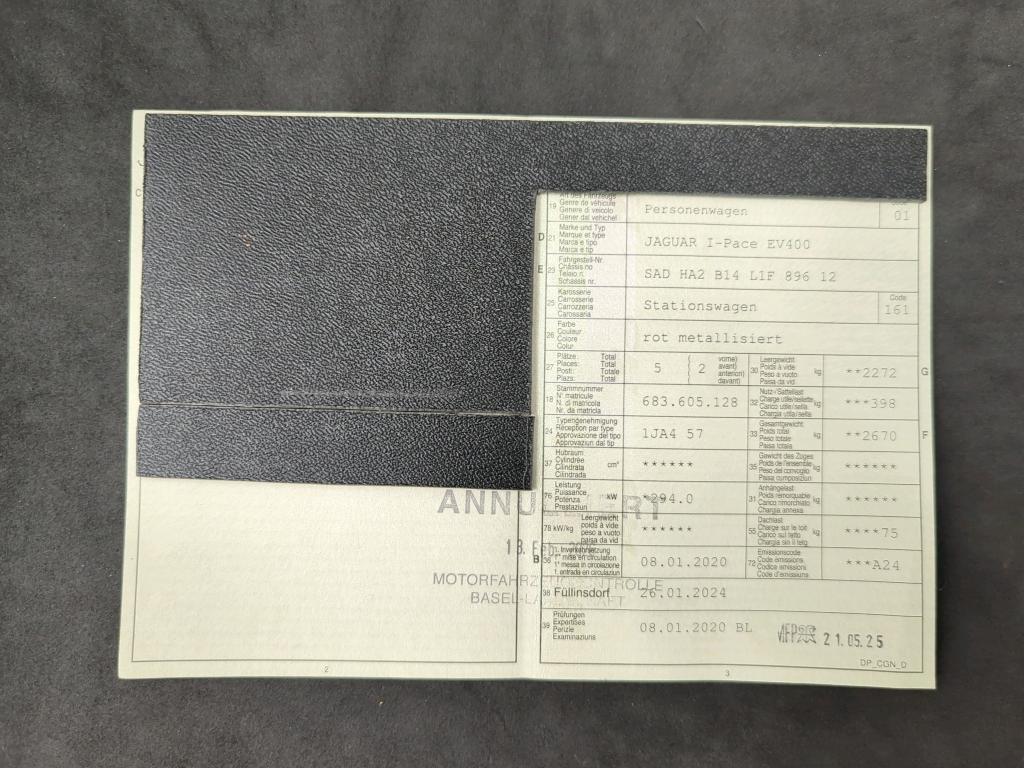 C
19 Art des Fahrzeugs
Genre de véhicule
Genere di veicolo
Gener dal vehichel
Personenwagen
Code
01
D 21 Marke und Typ
Marque et type
Marca e tipo
Marca e tip
JAGUAR I-Pace EV400
E 23 Fahrgestell-Nr.
Châssis no
Telaio n.
Schassis nr.
SAD HA2 B14 L1F 896 12
25 Karosserie
Carrosserie
Carrozzeria
Carossaria
Stationswagen
Code
161
26 Farbe
Couleur
Colore
Colur
rot metallisiert
27 Plätze: Total
Places: Total
Posti: Totale
Plazs: Total
5 ( 2 vorne)
avant)
anteriori)
davant)
30 Leergewicht
Poids à vide
Peso a vuoto
Paisa da vid
kg
**2272
G
18 Stammnummer
N° matricule
N. di matricola
Nr. da matricla
683.605.128
32 Nutz-/Sattellast
Charge utile/sellette
Carico utile/sella
Chargia utila/sella
kg
***398
24 Typengenehmigung
Réception par type
Approvazione del tipo
Approvaziun dal tip
1JA4 57
33 Gesamtgewicht
Poids total
Peso totale
Paisa totala
kg
**2670
F
37 Hubraum
Cylindrée
Cilindrata
Cilindrada
cm³
******
35 Gewicht des Zuges
Poids de l'ensemble
Peso del convoglio
Paisa cumposiziun
kg
******
76 Leistung
Puissance
Potenza
Prestaziun
kW
*294.0
31 Anhängelast
Poids remorquable
Carico rimorchiato
Chargia annexa
kg
******
78 kW/kg
Leergewicht
poids à vide
peso a vuoto
paisa da vid
******
55 Dachlast
Charge sur le toit
Carico sul tetto
Chargia sin il tetg
kg
****75
B 36 1. Inverkehrsetzung
1re mise en circulation
1a messa in circolazione
1. entrada en circulaziun
08.01.2020
72 Emissionscode
Code émissions
Codice emissioni
Code d'emissiuns
***A24
38 Füllinsdorf
26.01.2024
39 Prüfungen
Expertises
Perizie
Examinaziuns
08.01.2020 BL
21.05.25
DP_CGN_D
MOTORFAHRZEUGKONTROLLE
BASEL-LANDSCHAFT
2
3